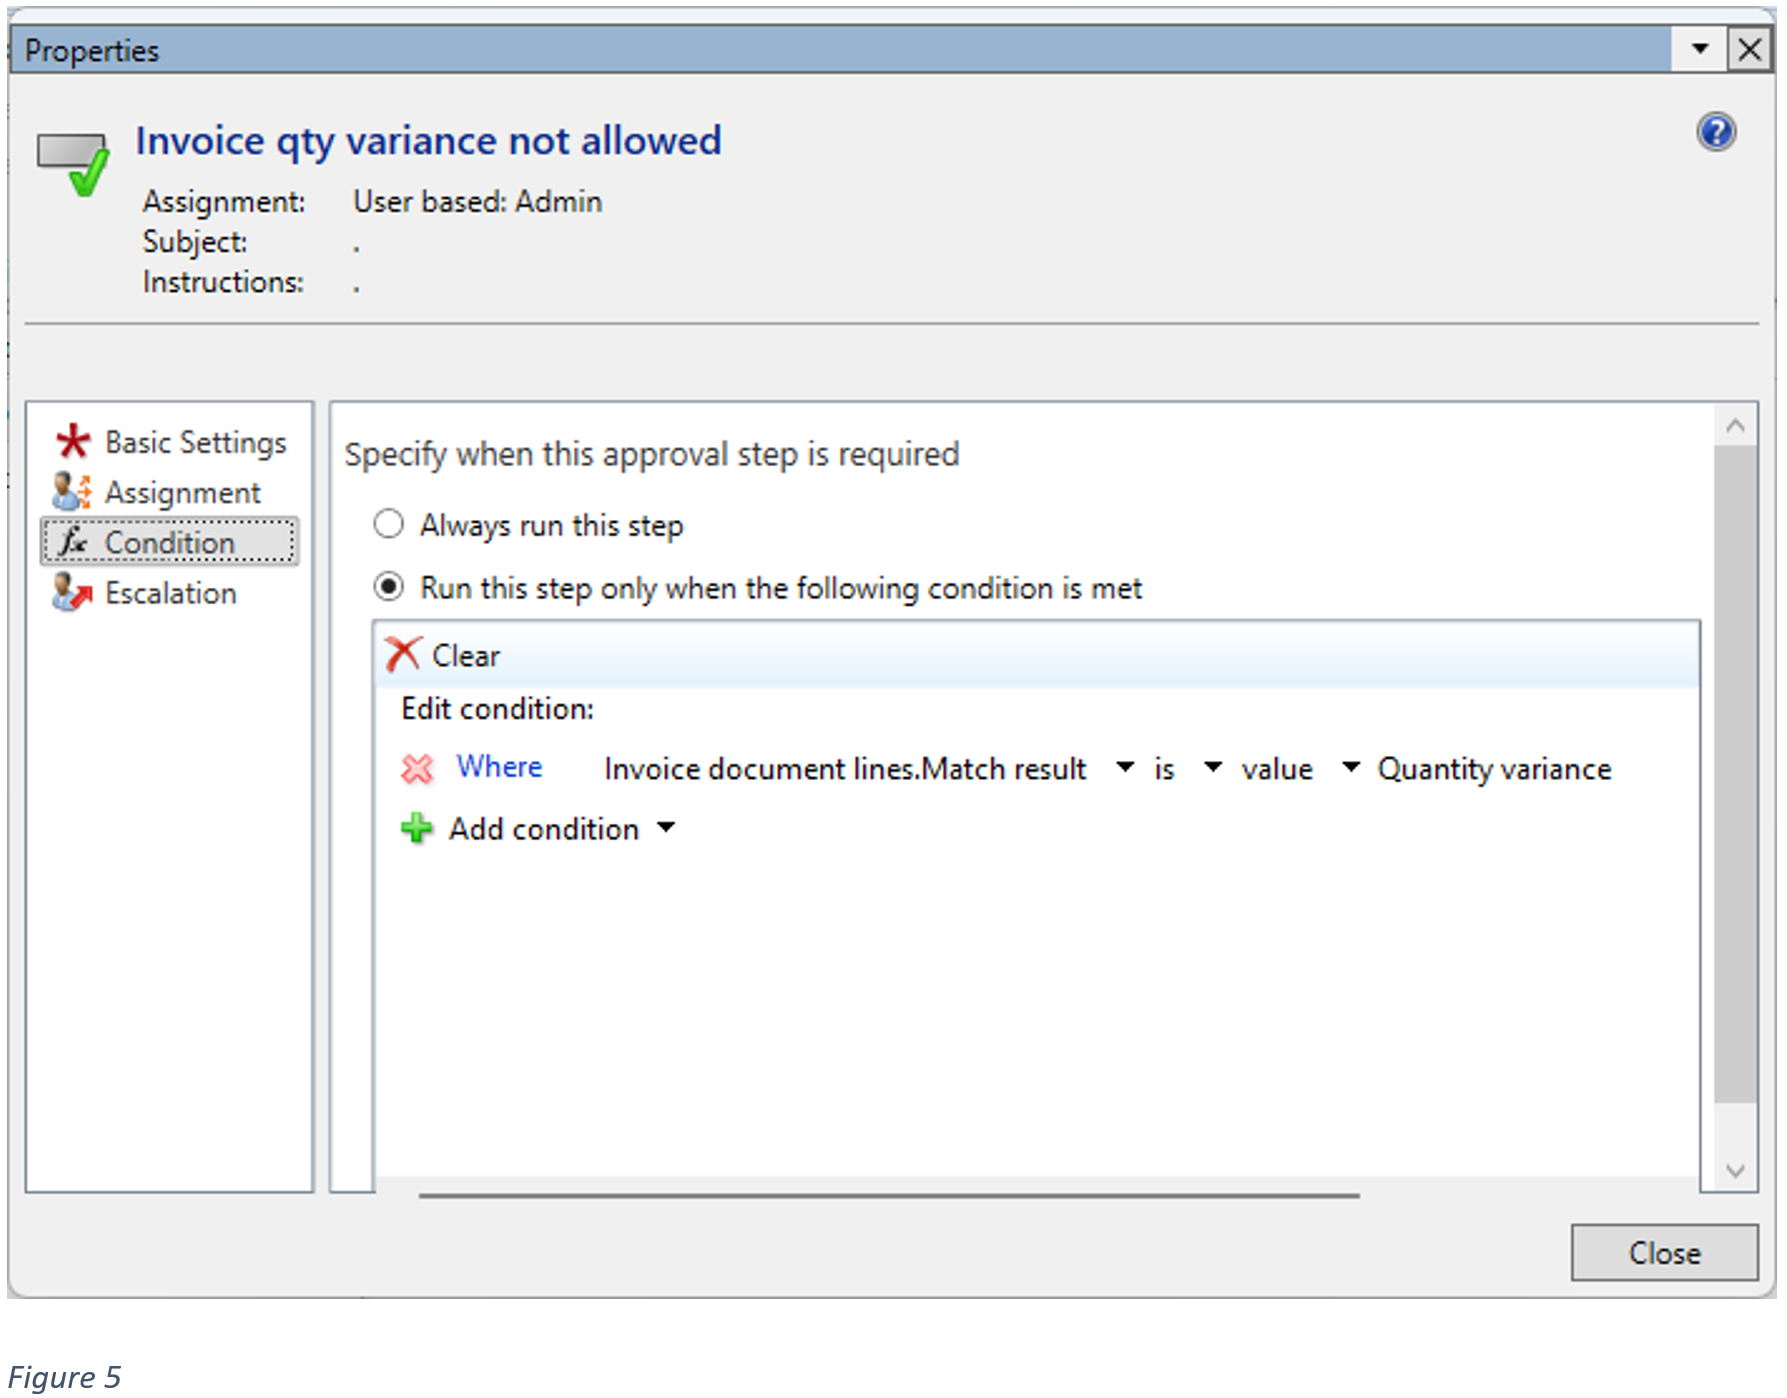 Properties
Invoice qty variance not allowed
Assignment: User based: Admin
Subject: .
Instructions: .
Basic Settings
Assignment
Condition
Escalation
Specify when this approval step is required
Always run this step
Run this step only when the following condition is met
Clear
Edit condition:
Where Invoice document lines.Match result is value Quantity variance
Add condition
Close
Figure 5